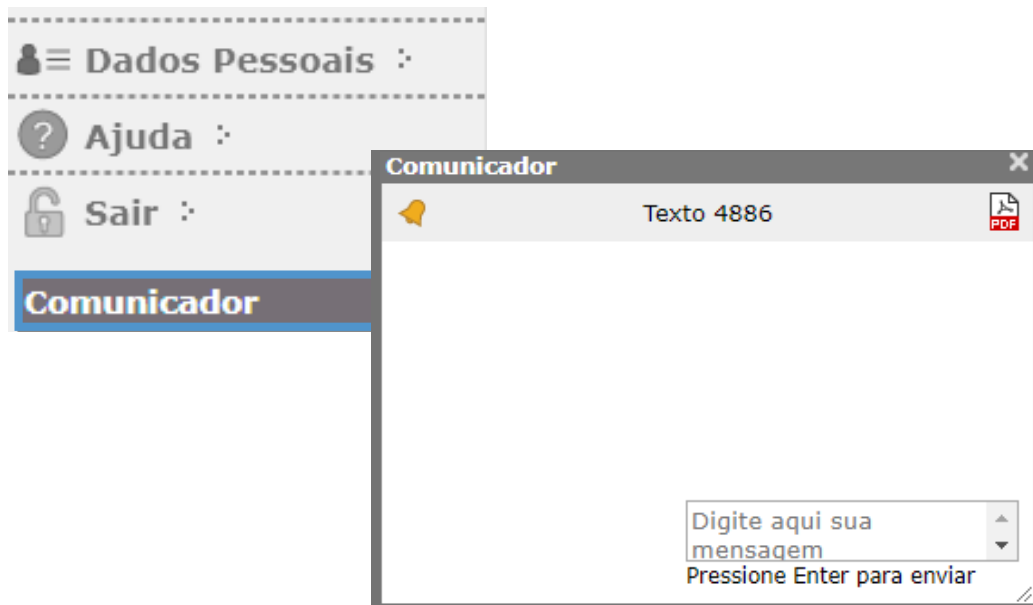 Dados Pessoais
? Ajuda
Sair
Comunicador
Comunicador
Texto 4886
PDF
Digite aqui sua
mensagem
Pressione Enter para enviar